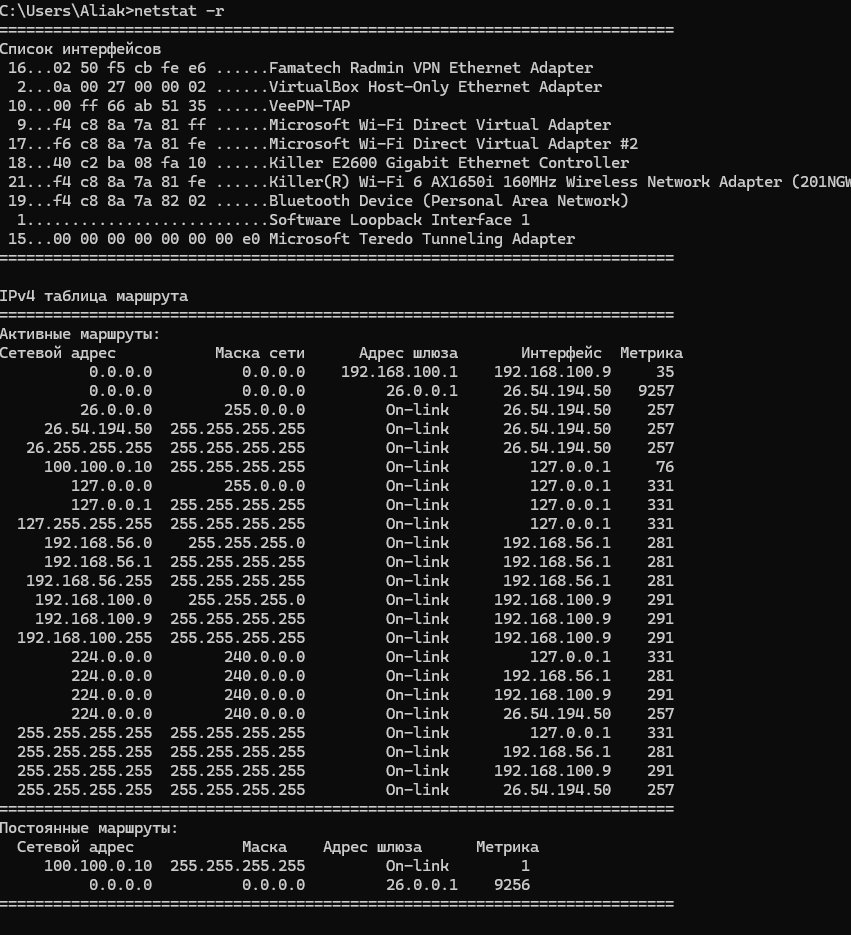 C:\Users\Aliak>netstat -r
===========================================================================
Список интерфейсов
 16...02 50 f5 cb fe e6 ......Famatech Radmin VPN Ethernet Adapter
  2...0a 00 27 00 00 02 ......VirtualBox Host-Only Ethernet Adapter
 10...00 ff 66 ab 51 35 ......VeePN-TAP
  9...f4 c8 8a 7a 81 ff ......Microsoft Wi-Fi Direct Virtual Adapter
 17...f6 c8 8a 7a 81 fe ......Microsoft Wi-Fi Direct Virtual Adapter #2
 18...40 c2 ba 08 fa 10 ......Killer E2600 Gigabit Ethernet Controller
 21...f4 c8 8a 7a 81 fe ......Killer(R) Wi-Fi 6 AX1650i 160MHz Wireless Network Adapter (201NGW
 19...f4 c8 8a 7a 82 02 ......Bluetooth Device (Personal Area Network)
  1...........................Software Loopback Interface 1
 15...00 00 00 00 00 00 00 e0 Microsoft Teredo Tunneling Adapter
===========================================================================
IPv4 таблица маршрута
===========================================================================
Активные маршруты:
Сетевой адрес           Маска сети      Адрес шлюза       Интерфейс  Метрика
          0.0.0.0          0.0.0.0    192.168.100.1    192.168.100.9     35
          0.0.0.0          0.0.0.0         26.0.0.1     26.54.194.50   9257
         26.0.0.0        255.0.0.0         On-link      26.54.194.50    257
     26.54.194.50  255.255.255.255         On-link      26.54.194.50    257
   26.255.255.255  255.255.255.255         On-link      26.54.194.50    257
     100.100.0.10  255.255.255.255         On-link         127.0.0.1     76
        127.0.0.0        255.0.0.0         On-link         127.0.0.1    331
        127.0.0.1  255.255.255.255         On-link         127.0.0.1    331
  127.255.255.255  255.255.255.255         On-link         127.0.0.1    331
     192.168.56.0    255.255.255.0         On-link      192.168.56.1    281
     192.168.56.1  255.255.255.255         On-link      192.168.56.1    281
   192.168.56.255  255.255.255.255         On-link      192.168.56.1    281
    192.168.100.0    255.255.255.0         On-link     192.168.100.9    291
    192.168.100.9  255.255.255.255         On-link     192.168.100.9    291
  192.168.100.255  255.255.255.255         On-link     192.168.100.9    291
        224.0.0.0        240.0.0.0         On-link         127.0.0.1    331
        224.0.0.0        240.0.0.0         On-link      192.168.56.1    281
        224.0.0.0        240.0.0.0         On-link     192.168.100.9    291
        224.0.0.0        240.0.0.0         On-link      26.54.194.50    257
  255.255.255.255  255.255.255.255         On-link         127.0.0.1    331
  255.255.255.255  255.255.255.255         On-link      192.168.56.1    281
  255.255.255.255  255.255.255.255         On-link     192.168.100.9    291
  255.255.255.255  255.255.255.255         On-link      26.54.194.50    257
===========================================================================
Постоянные маршруты:
  Сетевой адрес            Маска    Адрес шлюза      Метрика
     100.100.0.10  255.255.255.255         On-link        1
          0.0.0.0          0.0.0.0         26.0.0.1    9256
===========================================================================